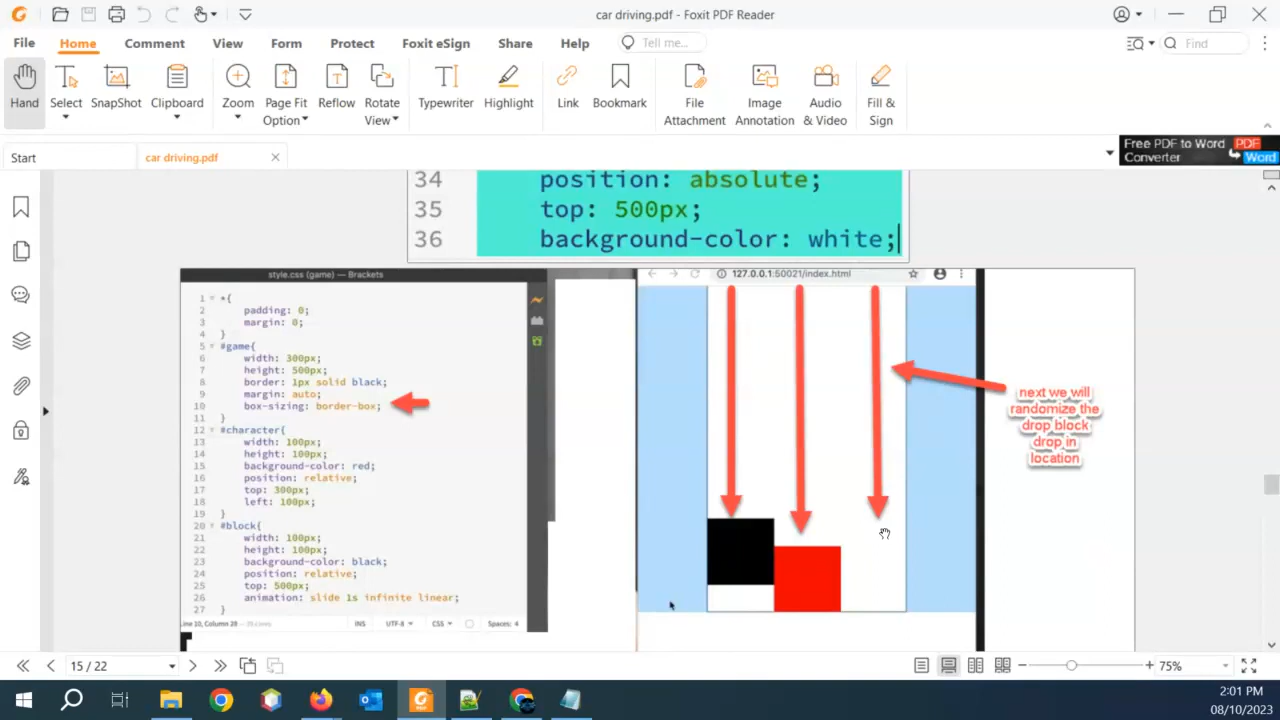 car driving.pdf - Foxit PDF Reader
File
Home
Comment
View
Form
Protect
Foxit eSign
Share
Help
Tell me...
Find
Hand
Select
SnapShot
Clipboard
Zoom
Page Fit
Option
Reflow
Rotate
View
Typewriter
Highlight
Link
Bookmark
File
Attachment
Image
Annotation
Audio
& Video
Fill &
Sign
Start
car driving.pdf
Free PDF to Word PDF
Converter Word
34 position: absolute;
35 top: 500px;
36 background-color: white;
style.css (game) — Brackets
1 *{
2 padding: 0;
3 margin: 0;
4 }
5 #game{
6 width: 300px;
7 height: 500px;
8 border: 1px solid black;
9 margin: auto;
10 box-sizing: border-box;
11 }
12 #character{
13 width: 100px;
14 height: 100px;
15 background-color: red;
16 position: relative;
17 top: 300px;
18 left: 100px;
19 }
20 #block{
21 width: 100px;
22 height: 100px;
23 background-color: black;
24 position: relative;
25 top: 500px;
26 animation: slide 1s infinite linear;
27 }
Line 10, Column 28
INS
UTF-8
CSS
Spaces: 4
127.0.0.1:50021/index.html
next we will
randomize the
drop block
drop in
location
15 / 22
75%
2:01 PM
08/10/2023